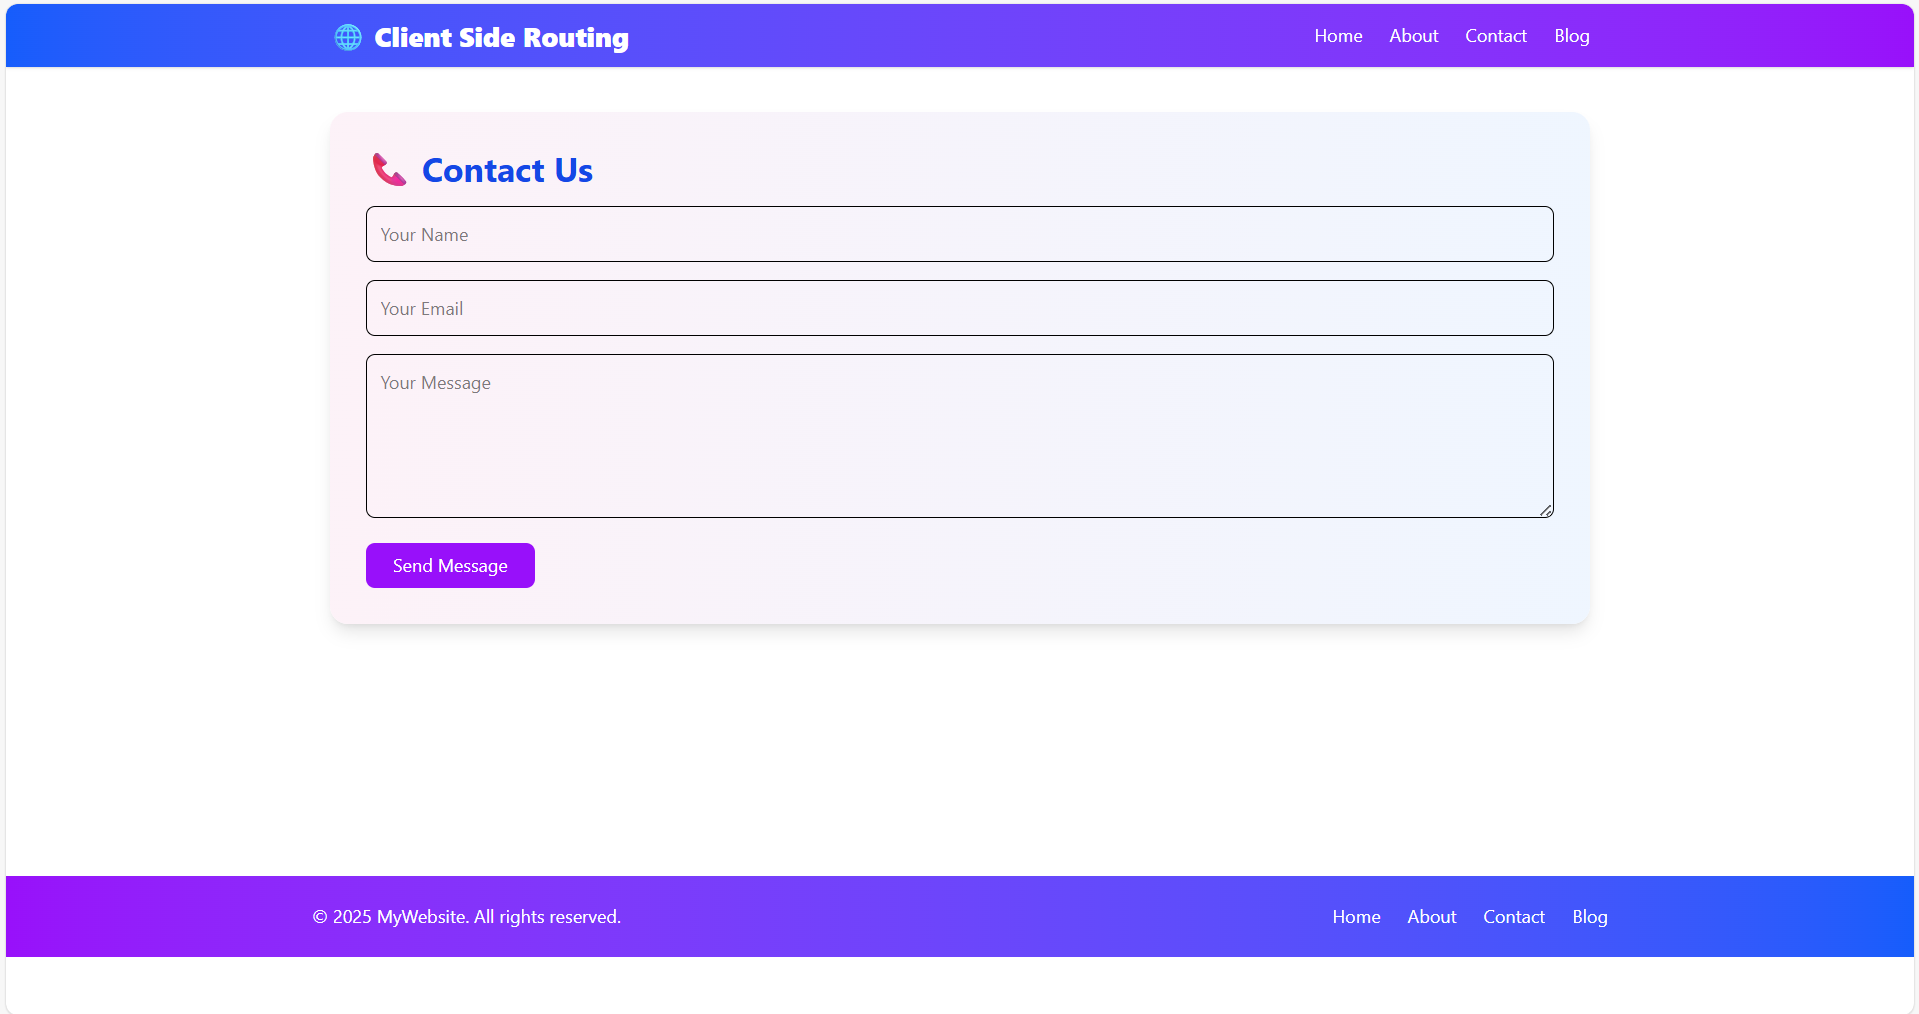 🌐 Client Side Routing
Home About Contact Blog
📞 Contact Us
Your Name
Your Email
Your Message
Send Message
© 2025 MyWebsite. All rights reserved.
Home About Contact Blog